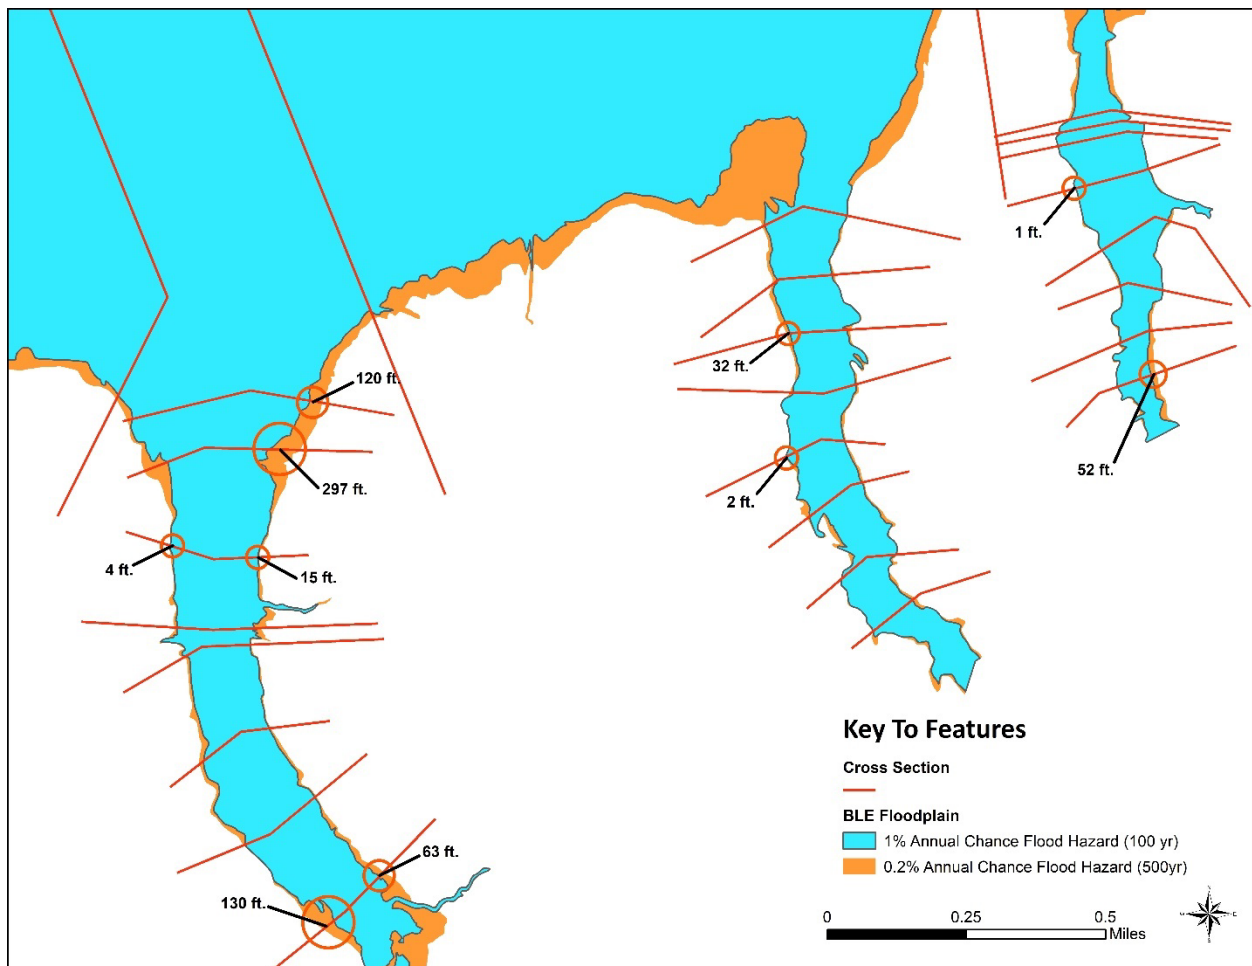 1 ft.
120 ft.
32 ft.
297 ft.
52 ft.
2 ft.
4 ft.
15 ft.
63 ft.
130 ft.
Key To Features
Cross Section
BLE Floodplain
1% Annual Chance Flood Hazard (100 yr)
0.2% Annual Chance Flood Hazard (500yr)
0 0.25 0.5
Miles